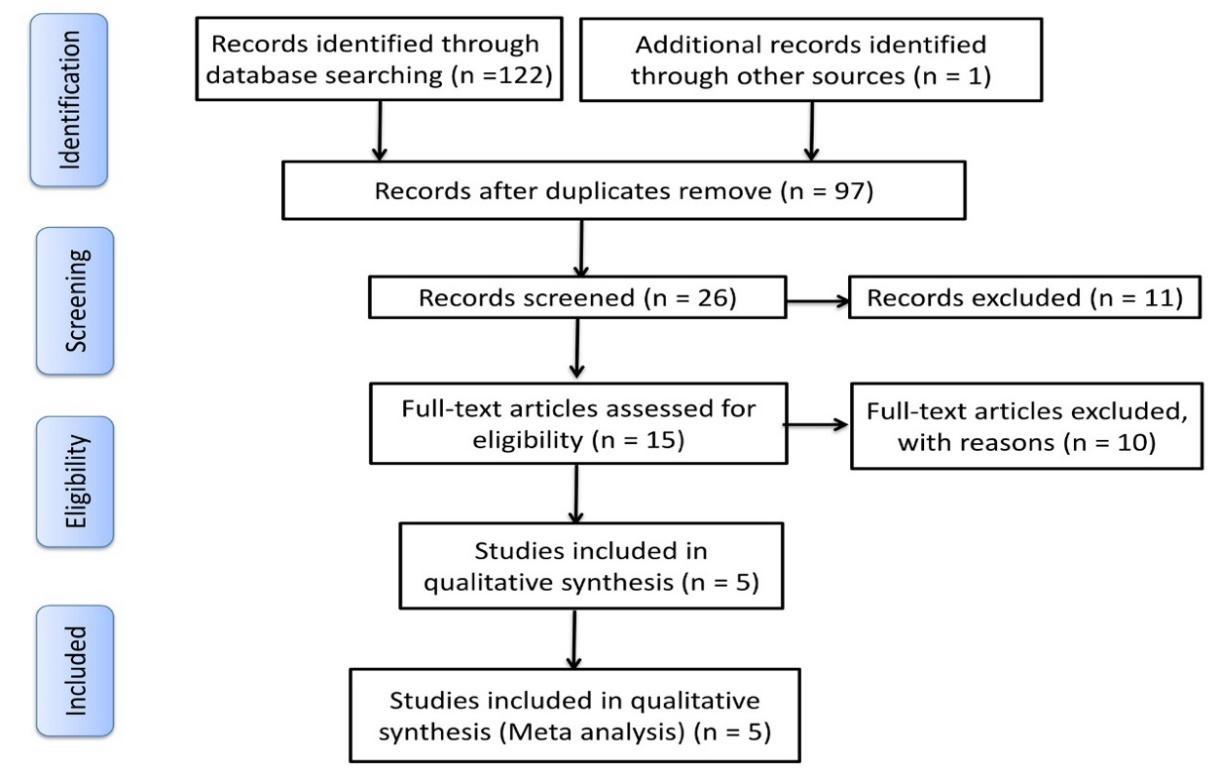 Identification
Records identified through
database searching (n =122)
Additional records identified
through other sources (n = 1)
Records after duplicates remove (n = 97)
Screening
Records screened (n = 26)
Records excluded (n = 11)
Eligibility
Full-text articles assessed for
eligibility (n = 15)
Full-text articles excluded,
with reasons (n = 10)
Studies included in
qualitative synthesis (n = 5)
Included
Studies included in qualitative
synthesis (Meta analysis) (n = 5)